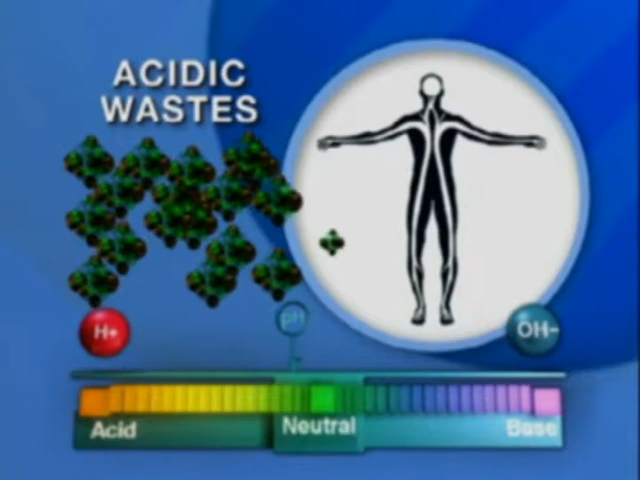 ACIDIC
WASTES
H+
pH
OH-
Acid
Neutral
Base